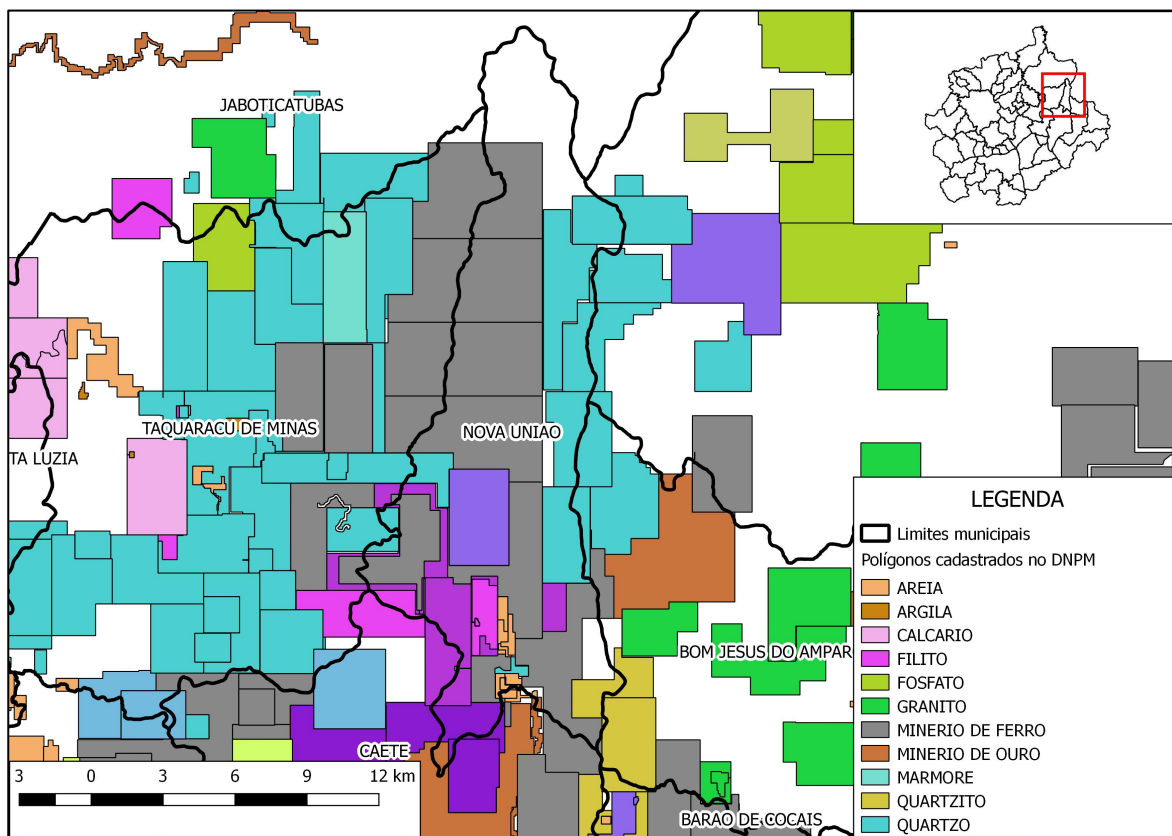 JABOTICATUBAS
TAQUARACU DE MINAS
NOVA UNIAO
TA LUZIA
BOM JESUS DO AMPAR
CAETE
BARAO DE COCAIS
3 0 3 6 9 12 km
LEGENDA
Limites municipais
Polígonos cadastrados no DNPM
AREIA
ARGILA
CALCARIO
FILITO
FOSFATO
GRANITO
MINERIO DE FERRO
MINERIO DE OURO
MARMORE
QUARTZITO
QUARTZO